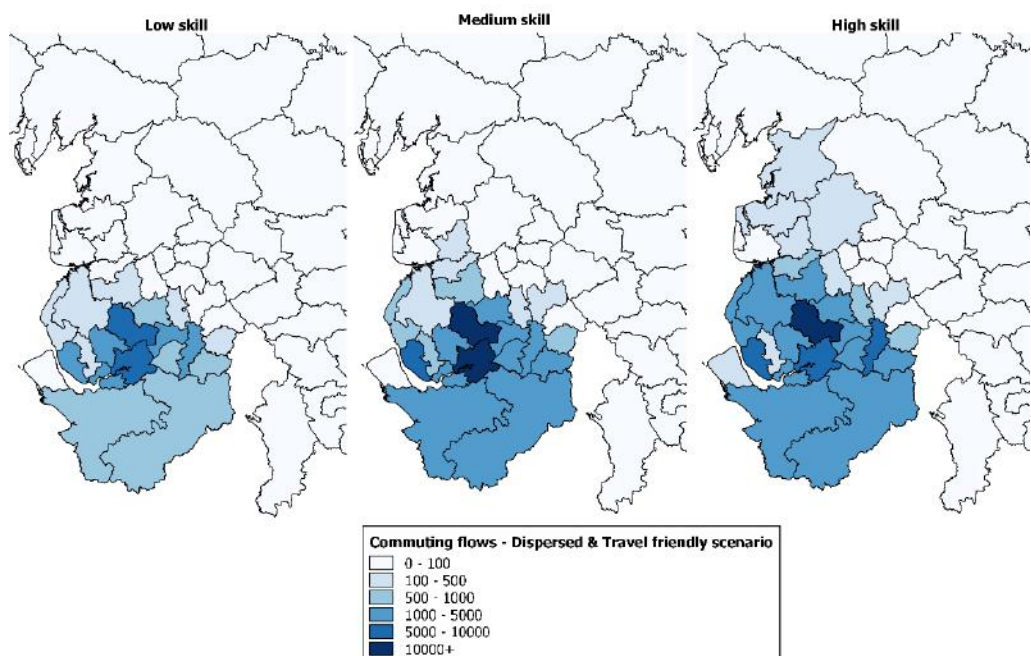 Low skill
Medium skill
High skill
Commuting flows - Dispersed & Travel friendly scenario
0 - 100
100 - 500
500 - 1000
1000 - 5000
5000 - 10000
10000+